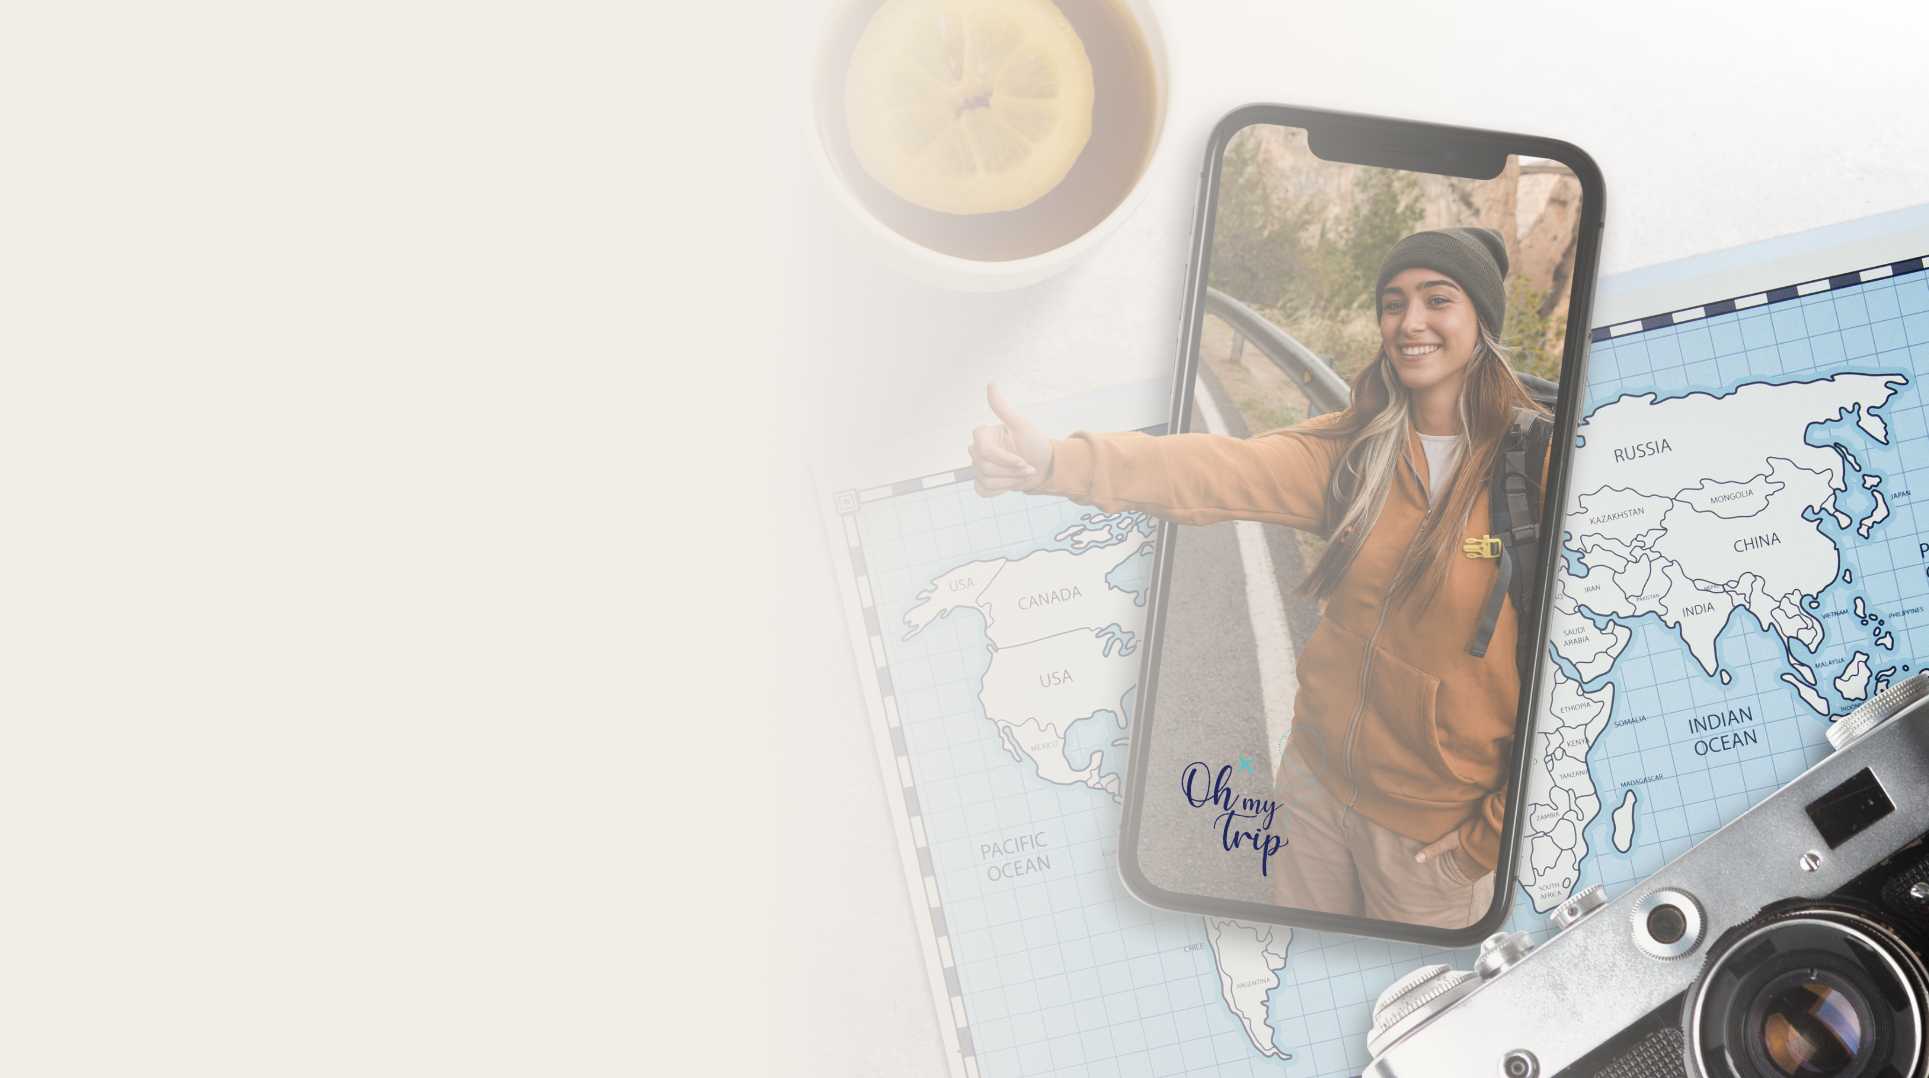 Oh my
Trip
RUSSIA
MONGOLIA
JAPAN
KAZAKHSTAN
CHINA
USA
CANADA
IRAN
PAKISTAN
INDIA
VIETNAM
PHILIPPINES
SAUDI
ARABIA
MALAYSIA
USA
ETHIOPIA
SOMALIA
INDIAN
OCEAN
MEXICO
KENYA
TANZANIA
MADAGASCAR
ZAMBIA
PACIFIC
OCEAN
SOUTH
AFRICA
CHILE
ARGENTINA